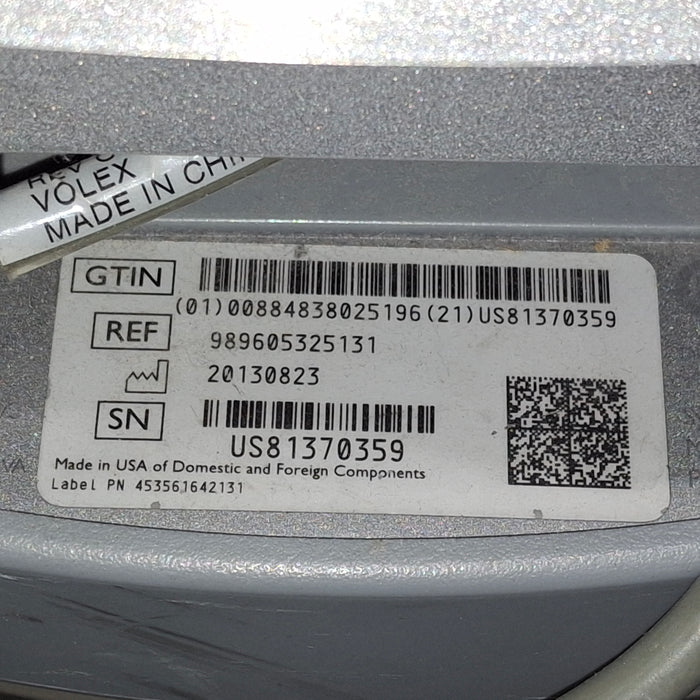 VOLEX
MADE IN
GTIN
(01)00884838025196(21)US81370359
REF
989605325131
20130823
SN
US81370359
Made in USA of Domestic and Foreign Components
Label PN 453561642131